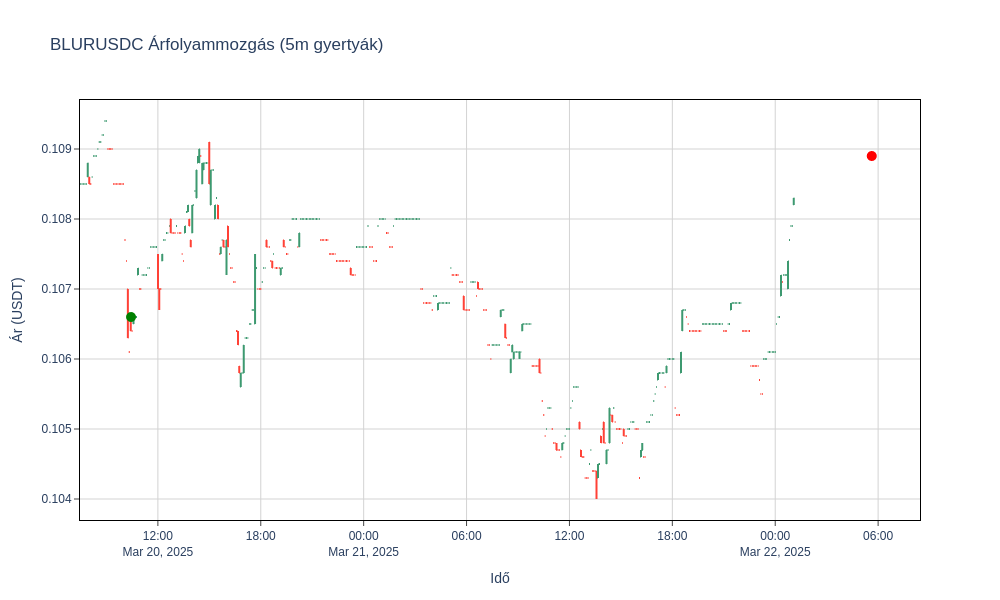 BLURUSDC Árfolyammozgás (5m gyertyák)
0.109
0.108
0.107
0.106
0.105
0.104
Ár (USDT)
12:00
18:00
00:00
06:00
12:00
18:00
00:00
06:00
Mar 20, 2025
Mar 21, 2025
Mar 22, 2025
Idő